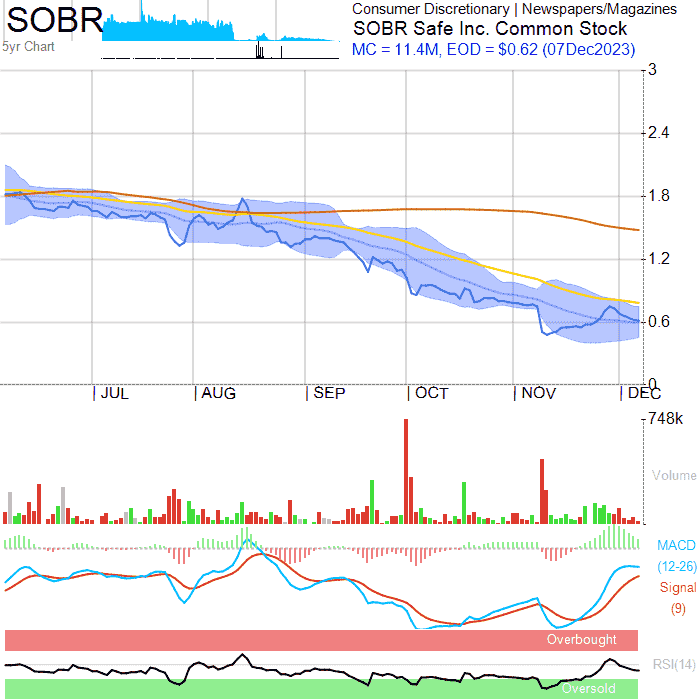 SOBR
5yr Chart
Consumer Discretionary | Newspapers/Magazines
SOBR Safe Inc. Common Stock
MC = 11.4M, EOD = $0.62 (07Dec2023)
3
2.4
1.8
1.2
0.6
0
JUL AUG SEP OCT NOV DEC
748k
Volume
MACD
(12-26)
Signal
(9)
Overbought
RSI(14)
Oversold